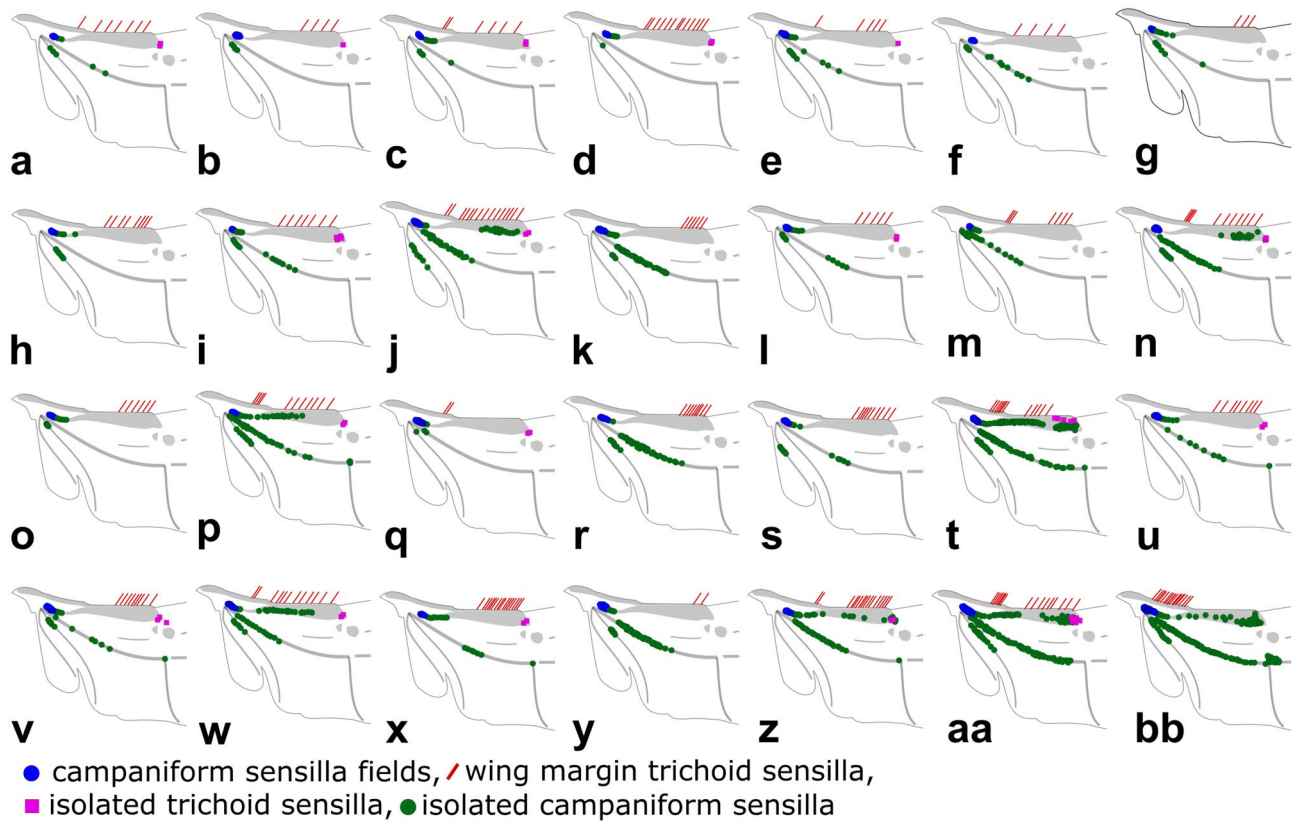 a b c d e f g
h i j k l m n
o p q r s t u
v w x y z aa bb
campaniform sensilla fields, wing margin trichoid sensilla,
isolated trichoid sensilla, isolated campaniform sensilla